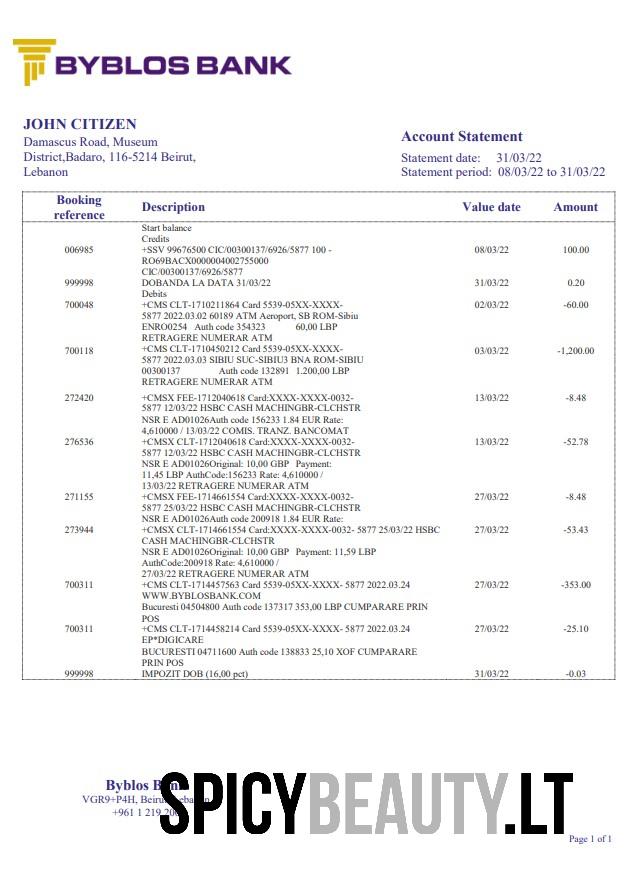 BYBLOS BANK
JOHN CITIZEN
Damascus Road, Museum
District,Badaro, 116-5214 Beirut,
Lebanon
Account Statement
Statement date: 31/03/22
Statement period: 08/03/22 to 31/03/22
Booking reference Description Value date Amount
Start balance
Credits
006985 +SSV 99676500 CIC/00300137/6926/5877 100 - 08/03/22 100.00
RO69BACX0000004002755000
CIC/00300137/6926/5877
999998 DOBANDA LA DATA 31/03/22 31/03/22 0.20
Debits
700048 +CMS CLT-1710211864 Card 5539-05XX-XXXX- 02/03/22 -60.00
5877 2022.03.02 60189 ATM Aeroport, SB ROM-Sibiu
ENRO0254 Auth code 354323 60,00 LBP
RETRAGERE NUMERAR ATM
700118 +CMS CLT-1710450212 Card 5539-05XX-XXXX- 03/03/22 -1,200.00
5877 2022.03.03 SIBIU SUC-SIBIU3 BNA ROM-SIBIU
00300137 Auth code 132891 1.200,00 LBP
RETRAGERE NUMERAR ATM
272420 +CMSX FEE-1712040618 Card:XXXX-XXXX-0032- 13/03/22 -8.48
5877 12/03/22 HSBC CASH MACHINGBR-CLCHSTR
NSR E AD01026Auth code 156233 1.84 EUR Rate:
4,610000 / 13/03/22 COMIS. TRANZ. BANCOMAT
276536 +CMSX CLT-1712040618 Card:XXXX-XXXX-0032- 13/03/22 -52.78
5877 12/03/22 HSBC CASH MACHINGBR-CLCHSTR
NSR E AD01026Original: 10,00 GBP Payment:
11,45 LBP AuthCode:156233 Rate: 4,610000 /
13/03/22 RETRAGERE NUMERAR ATM
271155 +CMSX FEE-1714661554 Card:XXXX-XXXX-0032- 27/03/22 -8.48
5877 25/03/22 HSBC CASH MACHINGBR-CLCHSTR
NSR E AD01026Auth code 200918 1.84 EUR Rate:
273944 +CMSX CLT-1714661554 Card:XXXX-XXXX-0032- 5877 25/03/22 HSBC 27/03/22 -53.43
CASH MACHINGBR-CLCHSTR
NSR E AD01026Original: 10,00 GBP Payment: 11,59 LBP
AuthCode:200918 Rate: 4,610000 /
27/03/22 RETRAGERE NUMERAR ATM
700311 +CMS CLT-1714457563 Card 5539-05XX-XXXX- 5877 2022.03.24 27/03/22 -353.00
WWW.BYBLOSBANK.COM
Bucuresti 04504800 Auth code 137317 353,00 LBP CUMPARARE PRIN
POS
700311 +CMS CLT-1714458214 Card 5539-05XX-XXXX- 5877 2022.03.24 27/03/22 -25.10
EP*DIGICARE
BUCURESTI 04711600 Auth code 138833 25,10 XOF CUMPARARE
PRIN POS
999998 IMPOZIT DOB (16,00 pct) 31/03/22 -0.03
Byblos Bank
VGR9+P4H, Beirut, Lebanon
+961 1 219
SPICYBEAUTY.LT
Page 1 of 1